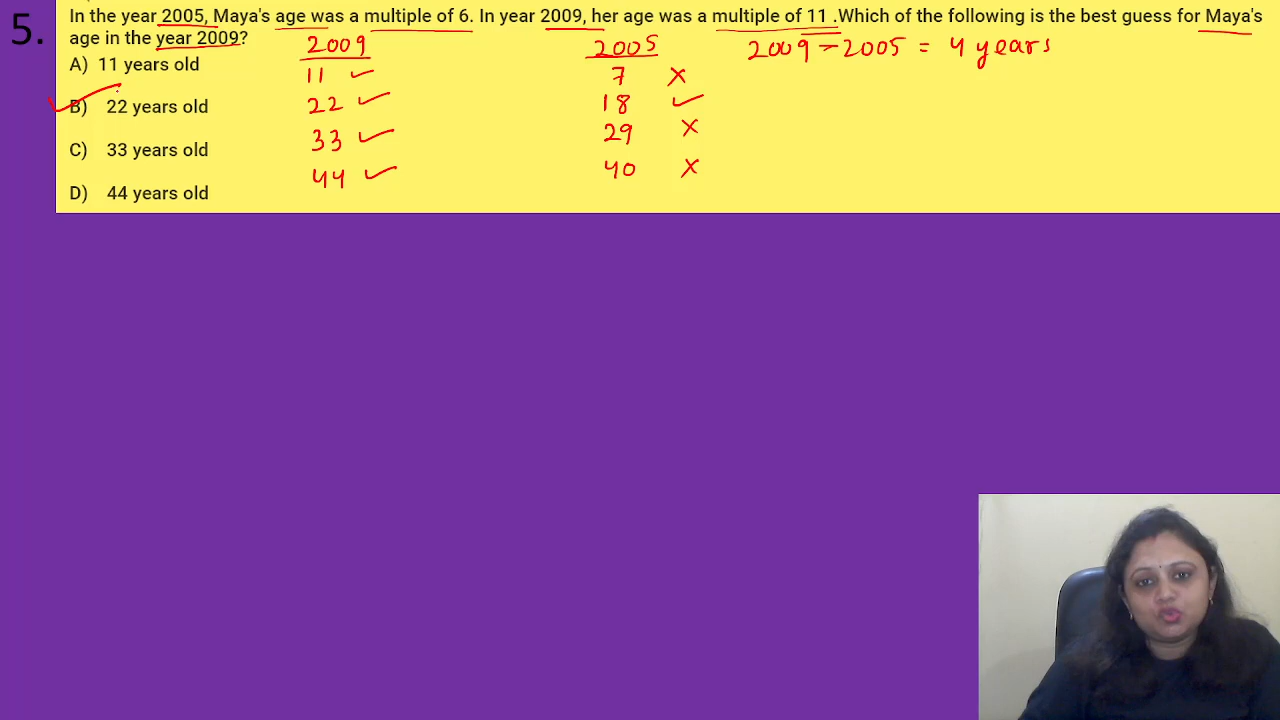 5.
In the year 2005, Maya's age was a multiple of 6. In year 2009, her age was a multiple of 11 .Which of the following is the best guess for Maya's
age in the year 2009?
2009 2005 2009 - 2005 = 4 years
A) 11 years old 11 ✓ 7 ✗
B) 22 years old 22 ✓ 18 ✓
C) 33 years old 33 ✓ 29 ✗
D) 44 years old 44 ✓ 40 ✗